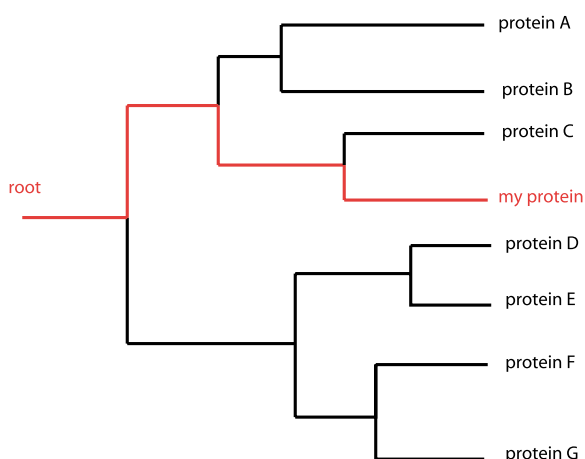 protein A
protein B
protein C
root
my protein
protein D
protein E
protein F
protein G